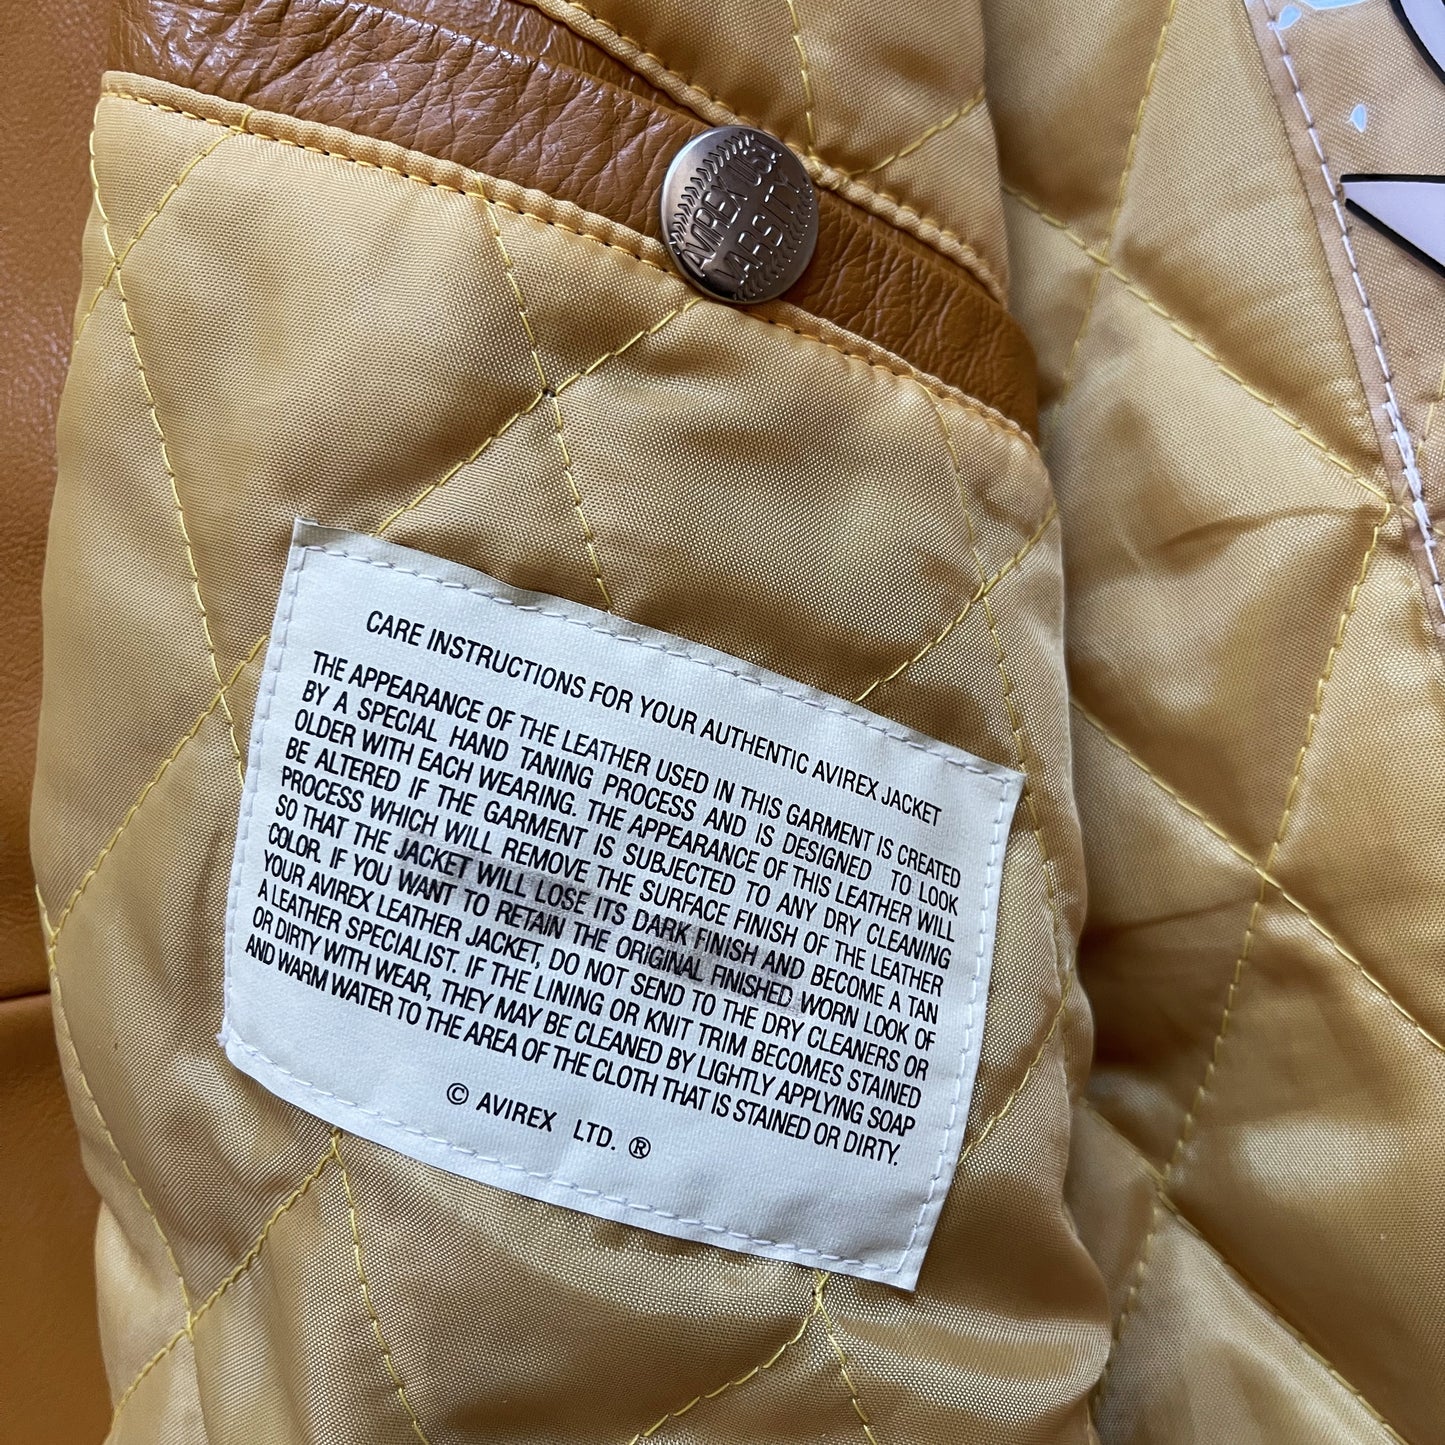 AVIREX USA
VARSITY
CARE INSTRUCTIONS FOR YOUR AUTHENTIC AVIREX JACKET
THE APPEARANCE OF THE LEATHER USED IN THIS GARMENT IS CREATED
BY A SPECIAL HAND TANING PROCESS AND IS DESIGNED TO LOOK
OLDER WITH EACH WEARING. THE APPEARANCE OF THIS LEATHER WILL
BE ALTERED IF THE GARMENT IS SUBJECTED TO ANY DRY CLEANING
PROCESS WHICH WILL REMOVE THE SURFACE FINISH OF THE LEATHER
SO THAT THE JACKET WILL LOSE ITS DARK FINISH AND BECOME A TAN
COLOR. IF YOU WANT TO RETAIN THE ORIGINAL FINISHED WORN LOOK OF
YOUR AVIREX LEATHER JACKET, DO NOT SEND TO THE DRY CLEANERS OR
A LEATHER SPECIALIST. IF THE LINING OR KNIT TRIM BECOMES STAINED
OR DIRTY WITH WEAR, THEY MAY BE CLEANED BY LIGHTLY APPLYING SOAP
AND WARM WATER TO THE AREA OF THE CLOTH THAT IS STAINED OR DIRTY.
© AVIREX LTD. ®